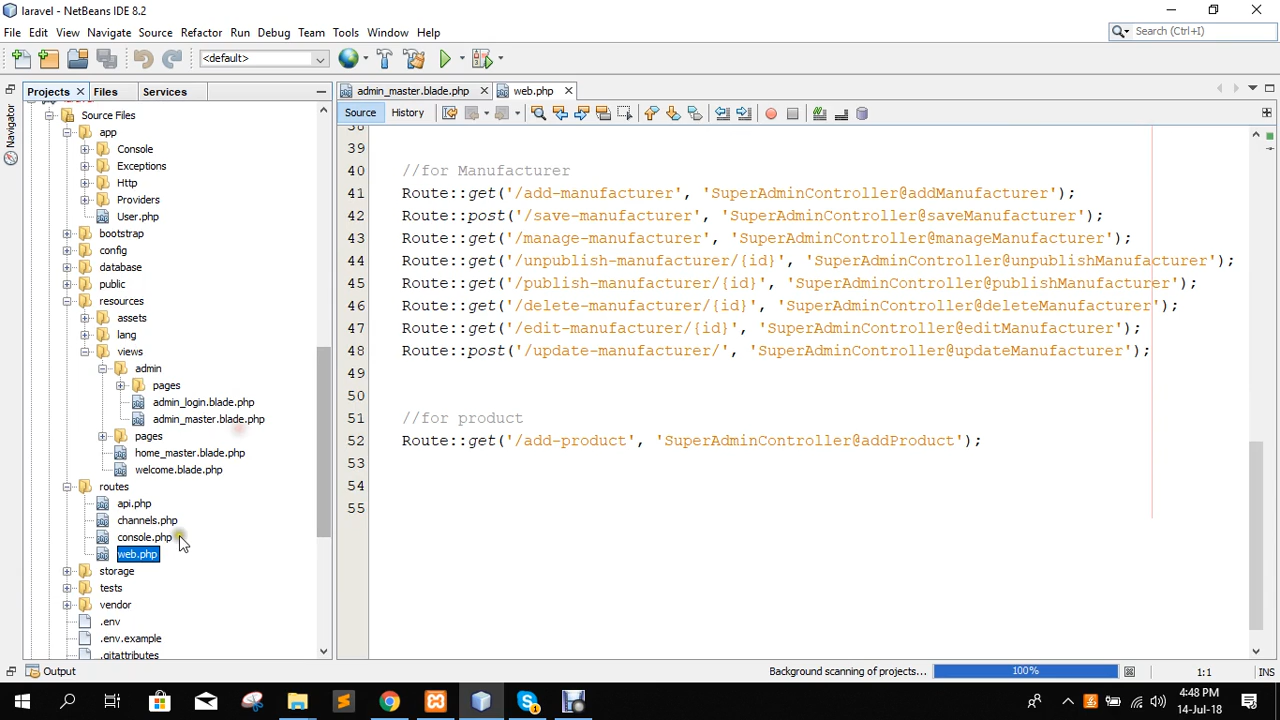 laravel - NetBeans IDE 8.2
File Edit View Navigate Source Refactor Run Debug Team Tools Window Help
Search (Ctrl+I)
<default>
Projects Files Services
admin_master.blade.php web.php
Source History
Navigator
Source Files
app
Console
Exceptions
Http
Providers
User.php
bootstrap
config
database
public
resources
assets
lang
views
admin
pages
admin_login.blade.php
admin_master.blade.php
pages
home_master.blade.php
welcome.blade.php
routes
api.php
channels.php
console.php
web.php
storage
tests
vendor
.env
.env.example
.gitattributes
38
39
40 //for Manufacturer
41 Route::get('/add-manufacturer', 'SuperAdminController@addManufacturer');
42 Route::post('/save-manufacturer', 'SuperAdminController@saveManufacturer');
43 Route::get('/manage-manufacturer', 'SuperAdminController@manageManufacturer');
44 Route::get('/unpublish-manufacturer/{id}', 'SuperAdminController@unpublishManufacturer');
45 Route::get('/publish-manufacturer/{id}', 'SuperAdminController@publishManufacturer');
46 Route::get('/delete-manufacturer/{id}', 'SuperAdminController@deleteManufacturer');
47 Route::get('/edit-manufacturer/{id}', 'SuperAdminController@editManufacturer');
48 Route::post('/update-manufacturer/', 'SuperAdminController@updateManufacturer');
49
50
51 //for product
52 Route::get('/add-product', 'SuperAdminController@addProduct');
53
54
55
Output
Background scanning of projects... 100% 1:1 INS
4:48 PM
14-Jul-18